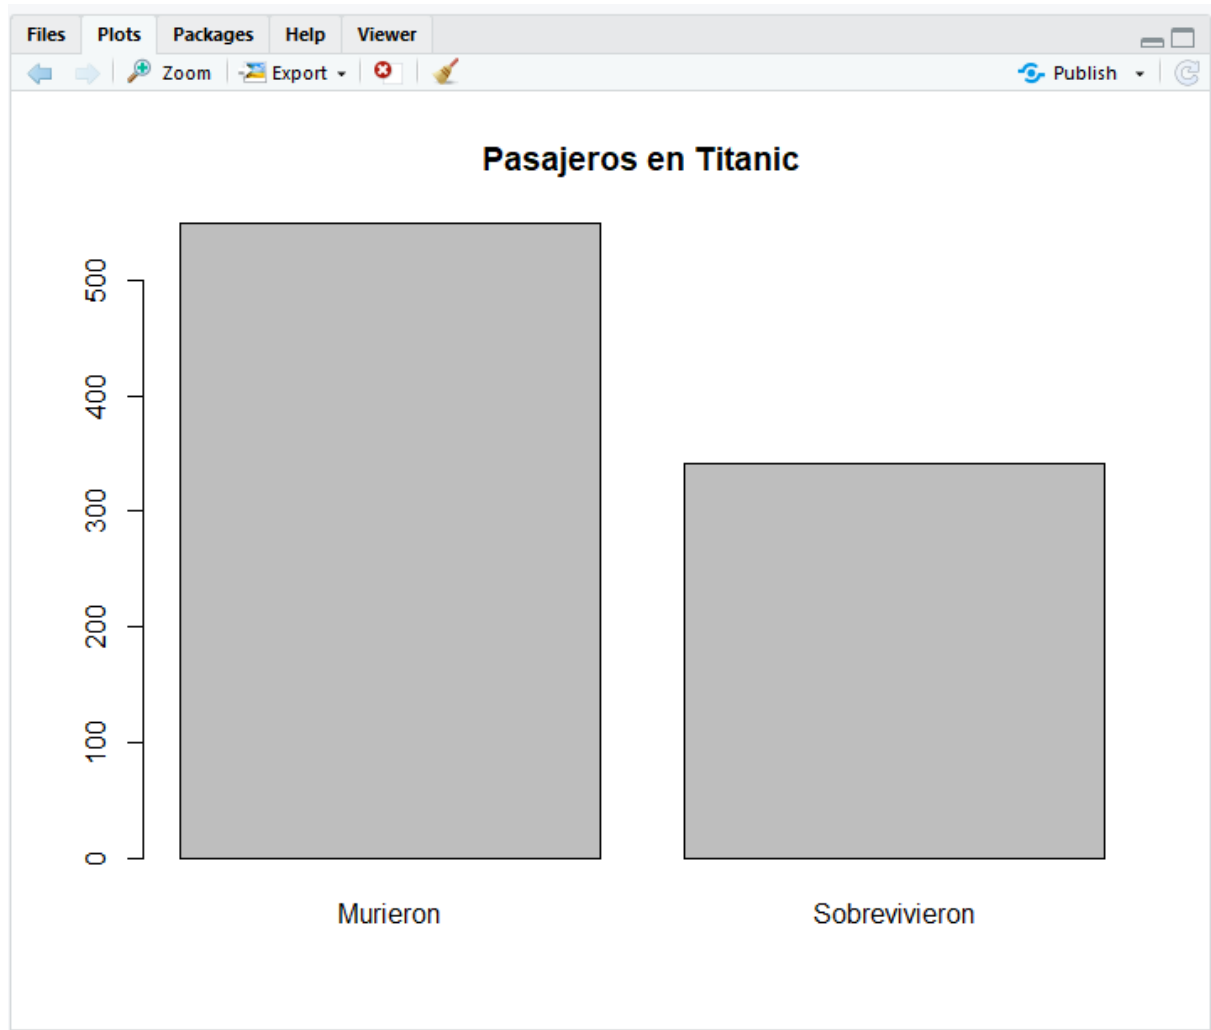 Files Plots Packages Help Viewer
Zoom Export Publish
Pasajeros en Titanic
500
400
300
200
100
0
Murieron Sobrevivieron